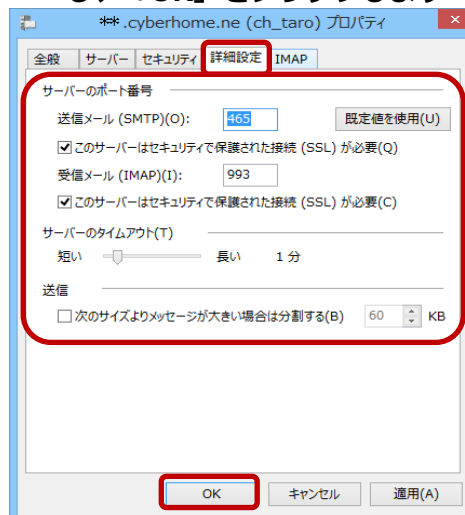 **.cyberhome.ne (ch_taro) プロパティ
全般 サーバー セキュリティ 詳細設定 IMAP
サーバーのポート番号
送信メール (SMTP)(O): 465 既定値を使用(U)
このサーバーはセキュリティで保護された接続 (SSL) が必要(Q)
受信メール (IMAP)(I): 993
このサーバーはセキュリティで保護された接続 (SSL) が必要(C)
サーバーのタイムアウト(T)
短い 長い 1 分
送信
次のサイズよりメッセージが大きい場合は分割する(B) 60 KB
OK キャンセル 適用(A)